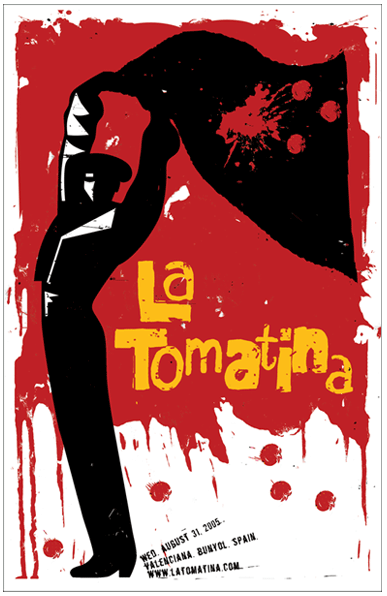 La
Tomatina
WED. AUGUST 31, 2005.
VALENCIANA. BUNYOL. SPAIN.
WWW.LATOMATINA.COM